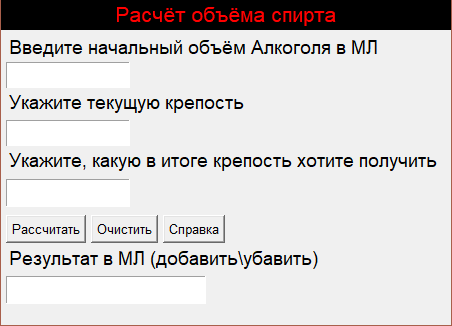 Расчёт объёма спирта
Введите начальный объём Алкоголя в МЛ
Укажите текущую крепость
Укажите, какую в итоге крепость хотите получить
Рассчитать Очистить Справка
Результат в МЛ (добавить\убавить)